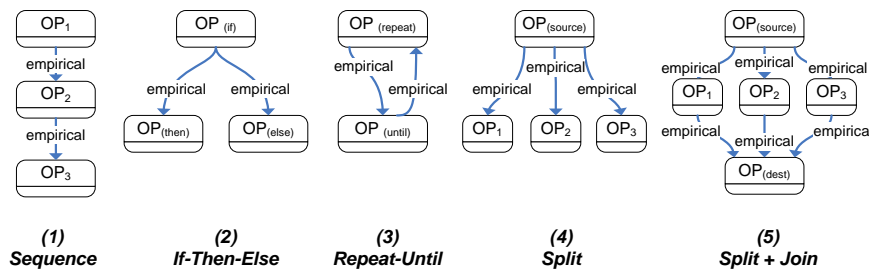 OP1
empirical
OP2
empirical
OP3
(1)
Sequence
OP (if)
empirical empirical
OP(then) OP(else)
(2)
If-Then-Else
OP (repeat)
empirical
empirical
OP (until)
(3)
Repeat-Until
OP(source)
empirical empirical empirical
OP1 OP2 OP3
(4)
Split
OP(source)
empirical empirical empirical
OP1 OP2 OP3
empirical empirical empirica
OP(dest)
(5)
Split + Join